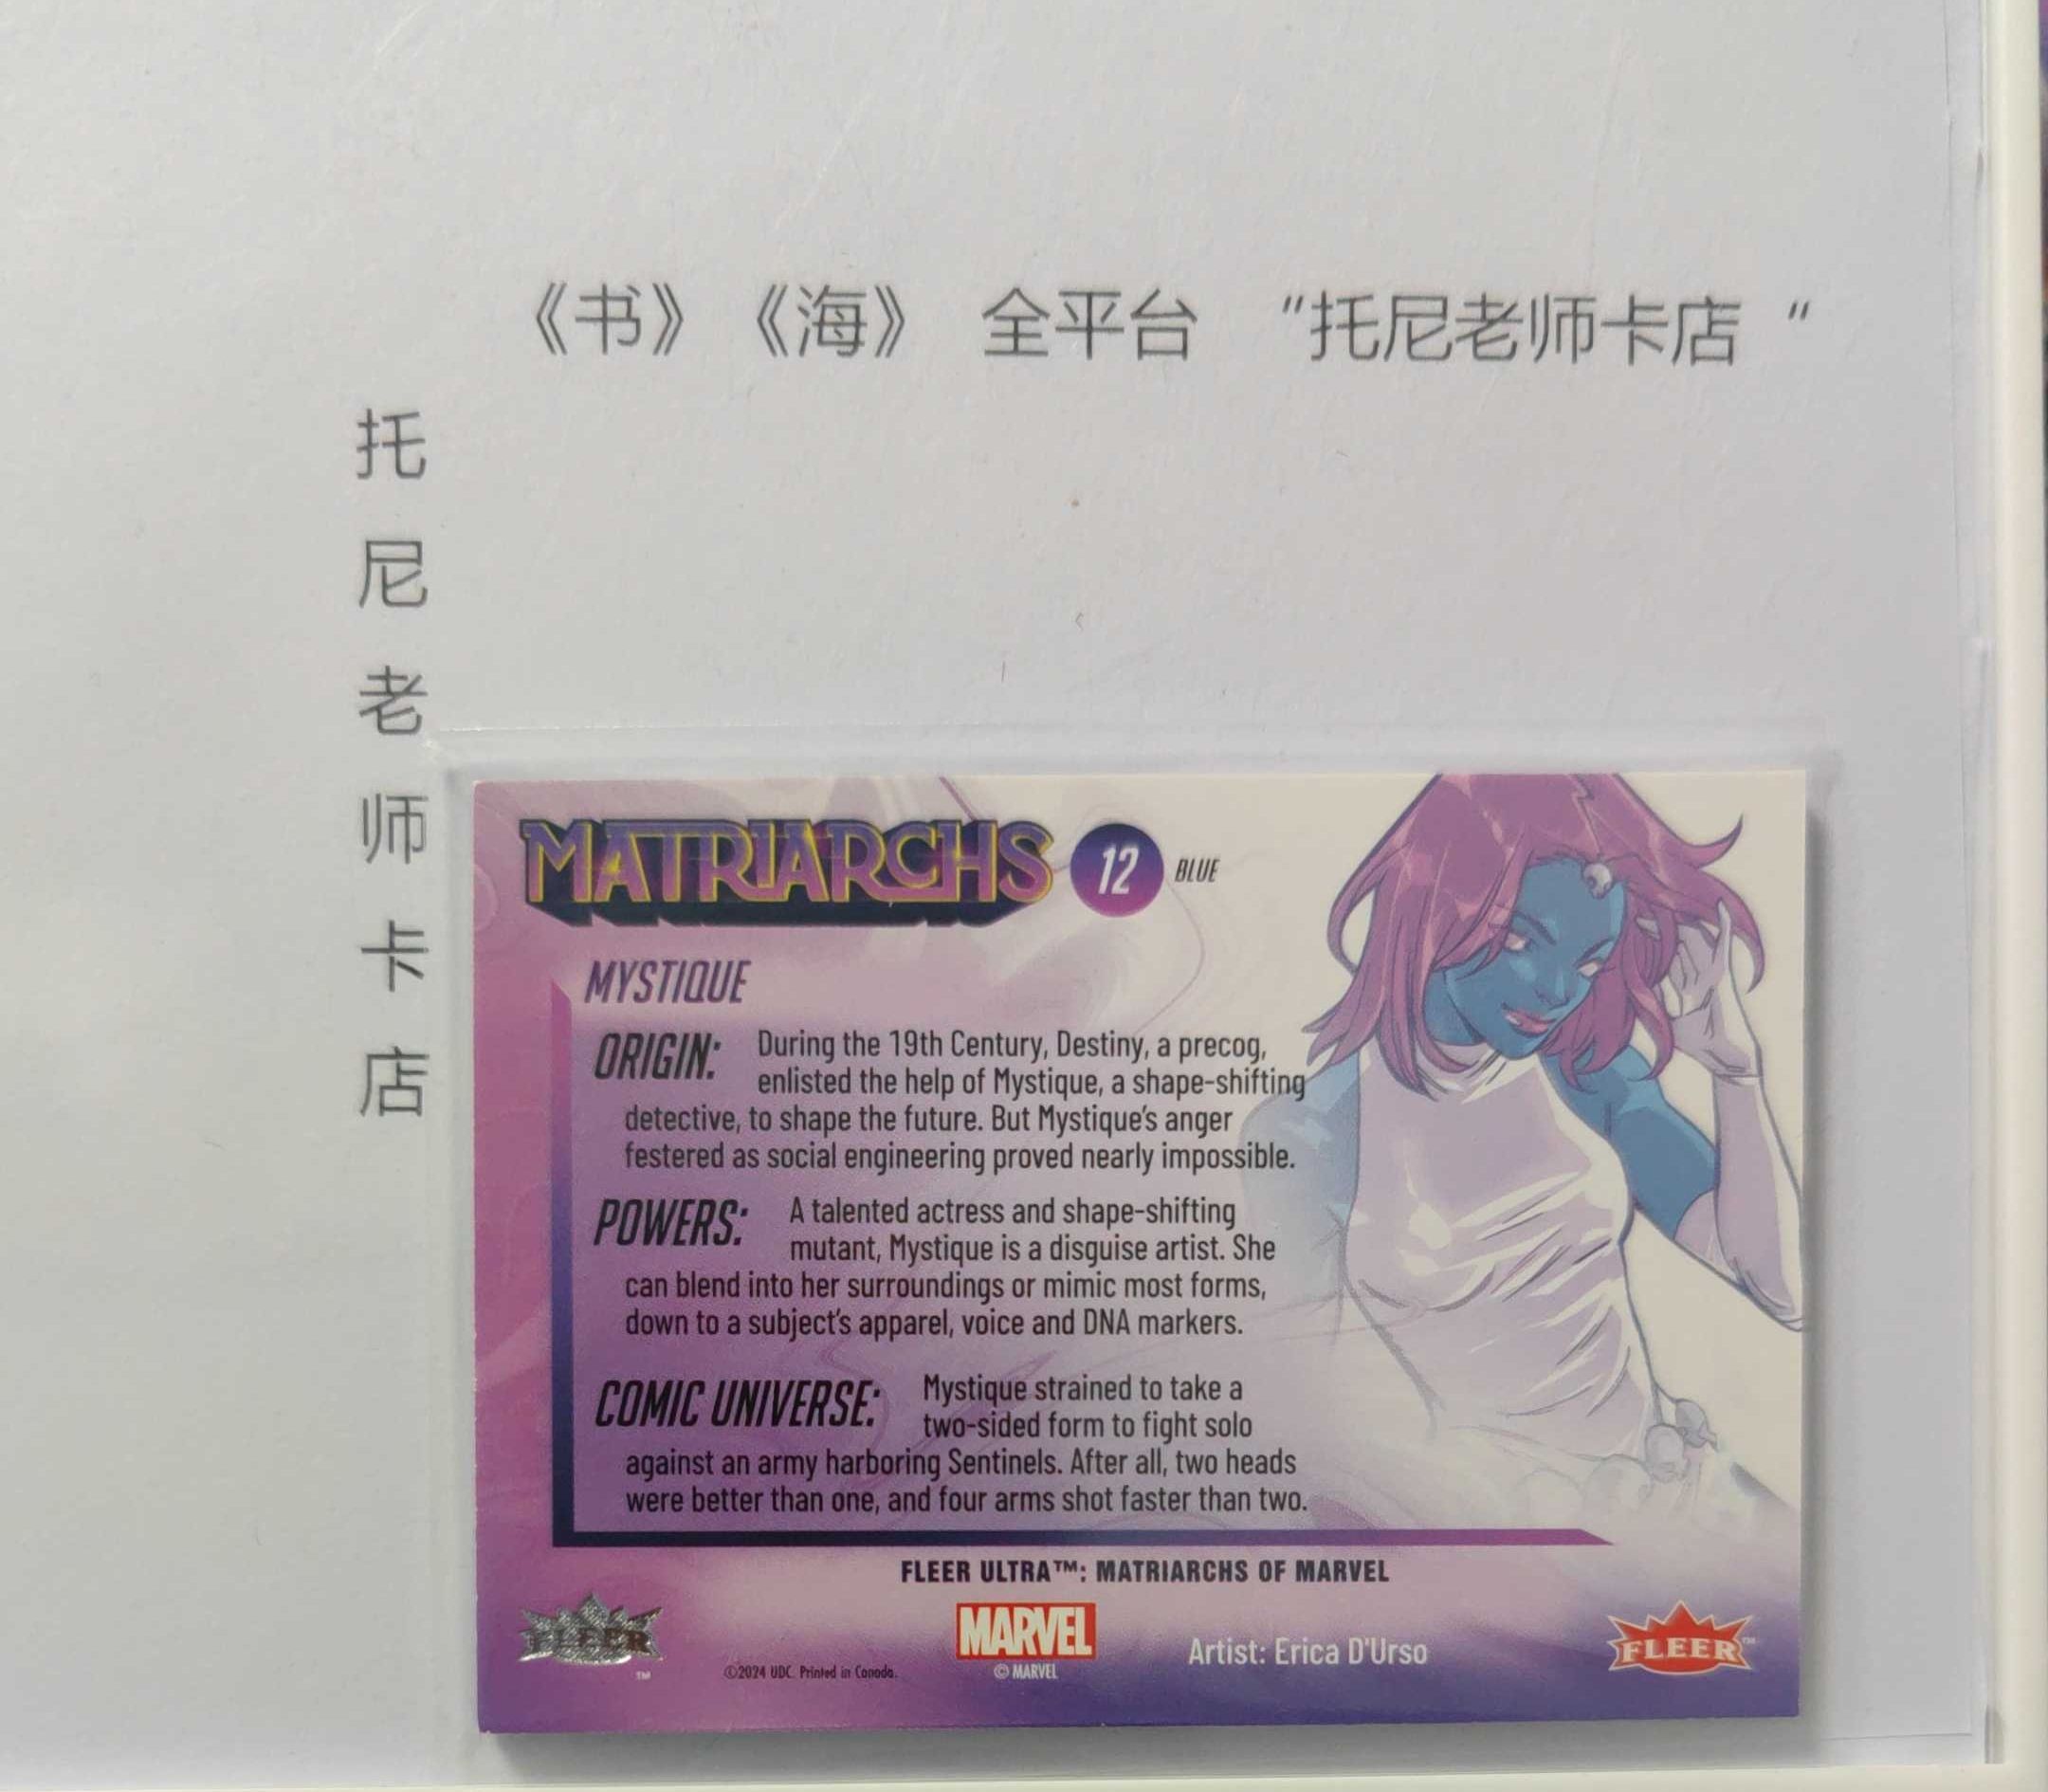 《书》《海》 全平台 “托尼老师卡店 “
托
尼
老
师
卡
店
MATRIARCHS 12 BLUE
MYSTIQUE
ORIGIN: During the 19th Century, Destiny, a precog,
enlisted the help of Mystique, a shape-shifting
detective, to shape the future. But Mystique's anger
festered as social engineering proved nearly impossible.
POWERS: A talented actress and shape-shifting
mutant, Mystique is a disguise artist. She
can blend into her surroundings or mimic most forms,
down to a subject's apparel, voice and DNA markers.
COMIC UNIVERSE: Mystique strained to take a
two-sided form to fight solo
against an army harboring Sentinels. After all, two heads
were better than one, and four arms shot faster than two.
FLEER ULTRA™: MATRIARCHS OF MARVEL
FLEER™
©2024 UDC. Printed in Canada.
MARVEL
© MARVEL
Artist: Erica D'Urso
FLEER™